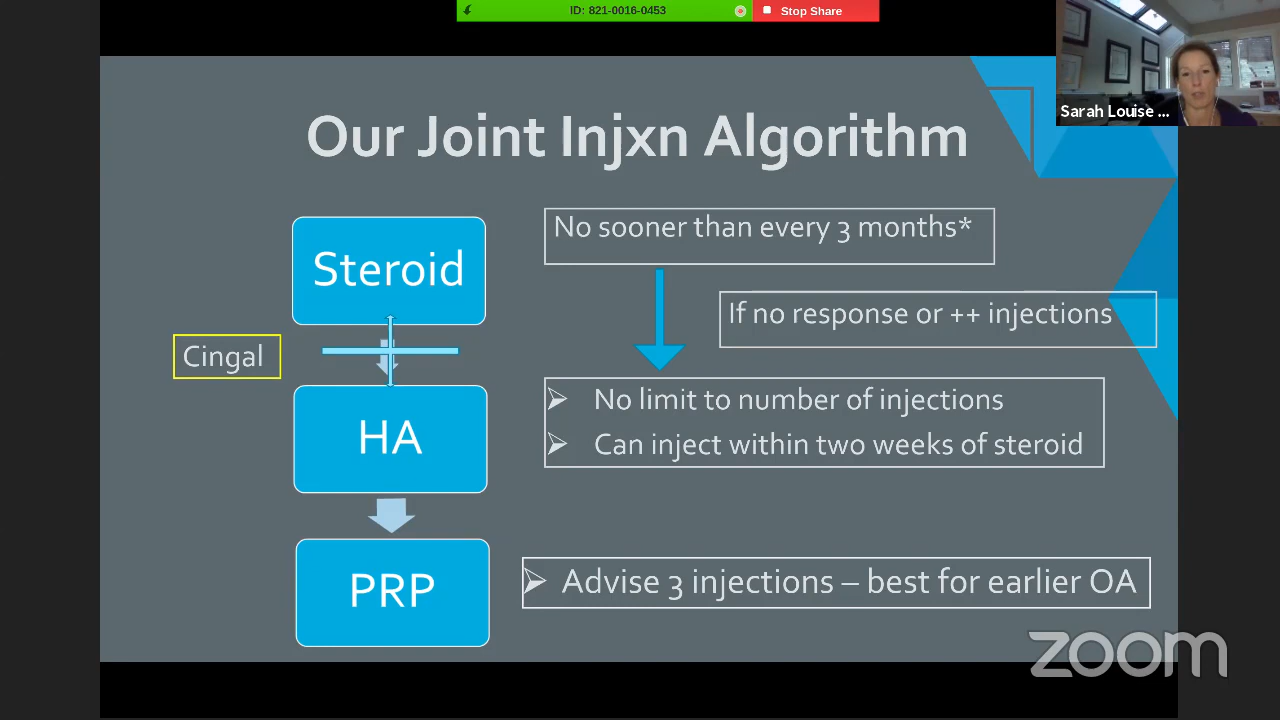 ID: 821-0016-0453
Stop Share
Sarah Louise ...
Our Joint Injxn Algorithm
Steroid
No sooner than every 3 months*
If no response or ++ injections
Cingal
HA
No limit to number of injections
Can inject within two weeks of steroid
PRP
Advise 3 injections – best for earlier OA
zoom